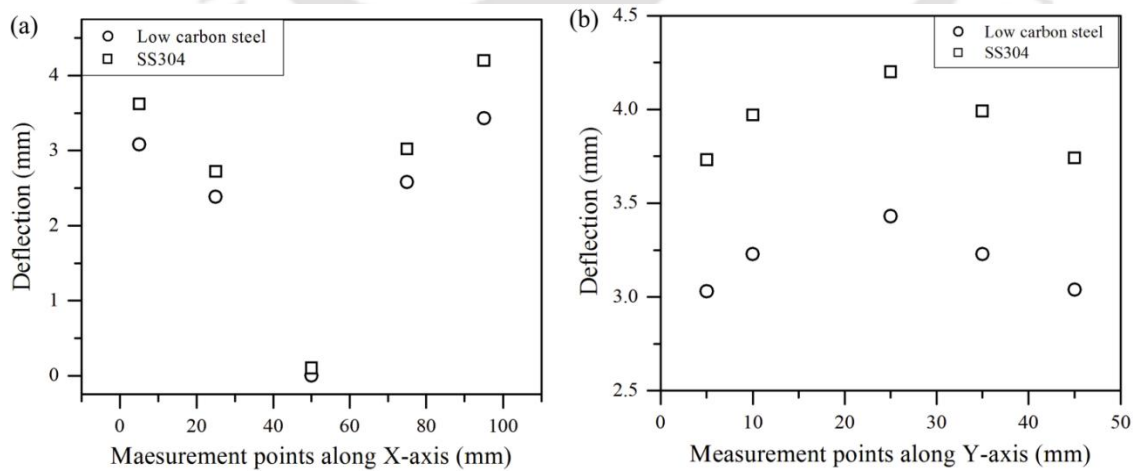 (a)
Low carbon steel
SS304
4
3
2
1
0
Deflection (mm)
0 20 40 60 80 100
Maesurement points along X-axis (mm)
(b)
Low carbon steel
SS304
4.5
4.0
3.5
3.0
2.5
Deflection (mm)
0 10 20 30 40 50
Measurement points along Y-axis (mm)